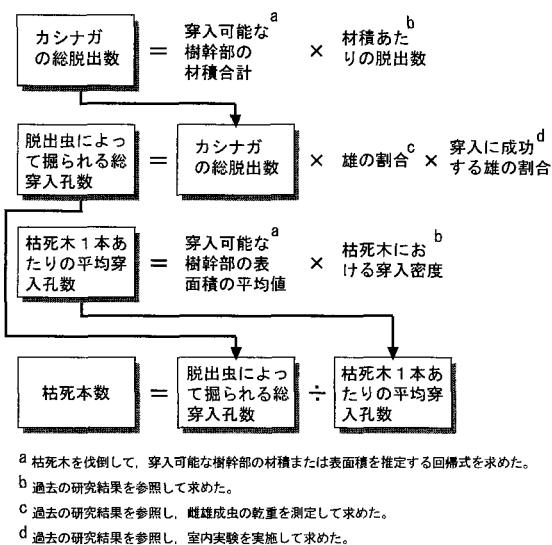 カシナガ
の総脱出数
＝
穿入可能な a
樹幹部の
材積合計
×
材積あた b
りの脱出数
脱出虫によっ
て掘られる総
穿入孔数
＝
カシナガ
の総脱出数
×
雄の割合 c
×
穿入に成功 d
する雄の割合
枯死木１本あ
たりの平均穿
入孔数
＝
穿入可能な a
樹幹部の表
面積の平均値
×
枯死木にお b
ける穿入密度
枯死本数
＝
脱出虫によっ
て掘られる総
穿入孔数
÷
枯死木１本あ
たりの平均穿
入孔数
a 枯死木を伐倒して，穿入可能な樹幹部の材積または表面積を推定する回帰式を求めた。
b 過去の研究結果を参照して求めた。
c 過去の研究結果を参照し，雌雄成虫の乾重を測定して求めた。
d 過去の研究結果を参照し，室内実験を実施して求めた。